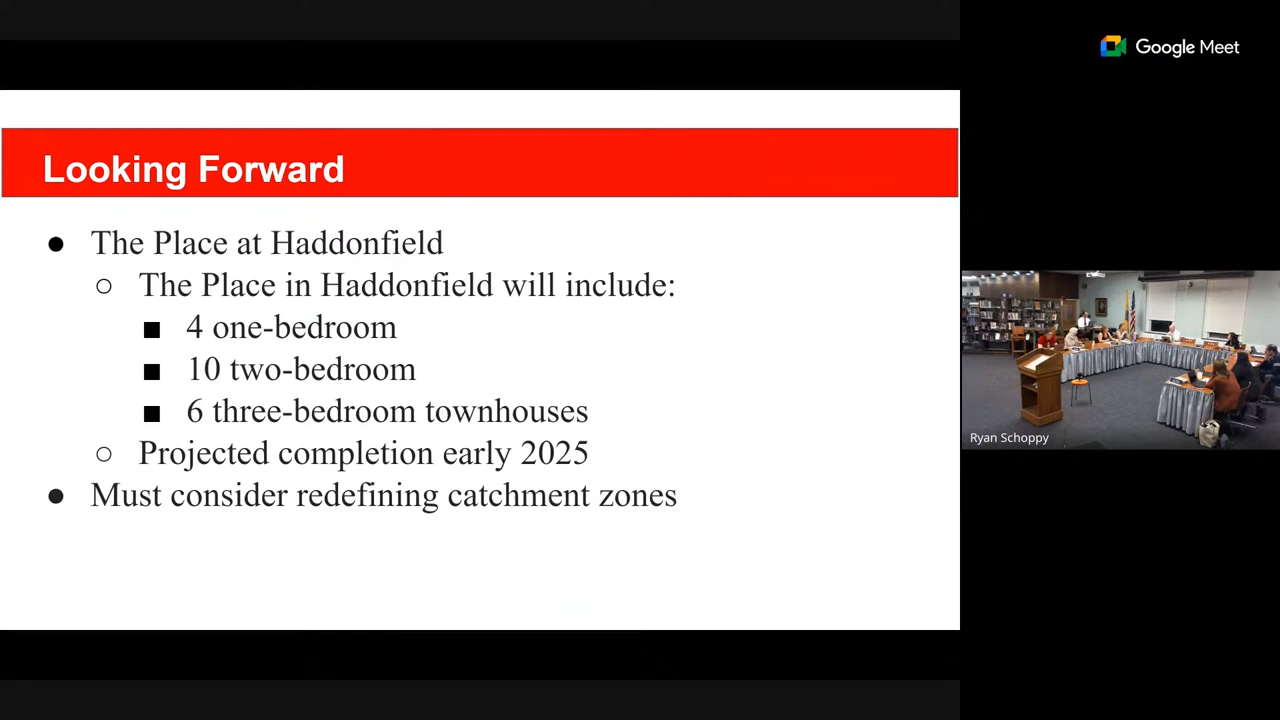 Google Meet
Looking Forward
● The Place at Haddonfield
○ The Place in Haddonfield will include:
■ 4 one-bedroom
■ 10 two-bedroom
■ 6 three-bedroom townhouses
○ Projected completion early 2025
● Must consider redefining catchment zones
Ryan Schoppy